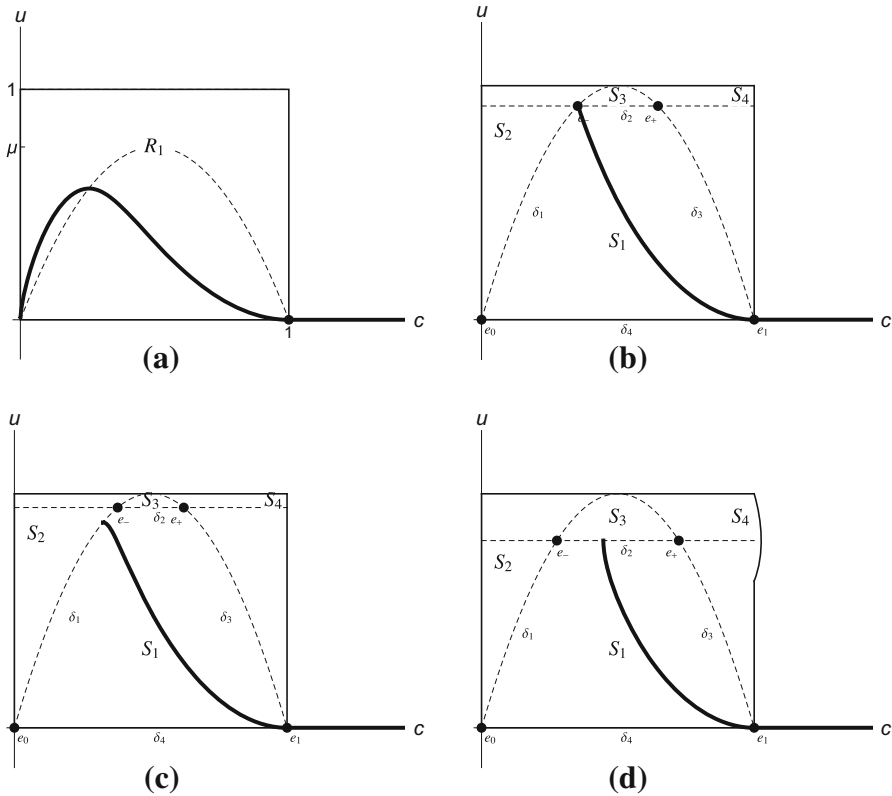 u
1
μ
R₁
c
1
(a)
u
S₃
S₄
S₂
e₋
δ₂
e₊
δ₁
δ₃
S₁
c
e₀
δ₄
e₁
(b)
u
S₃
S₄
S₂
e₋
δ₂
e₊
δ₁
δ₃
S₁
c
e₀
δ₄
e₁
(c)
u
S₃
S₄
S₂
e₋
δ₂
e₊
δ₁
δ₃
S₁
c
e₀
δ₄
e₁
(d)